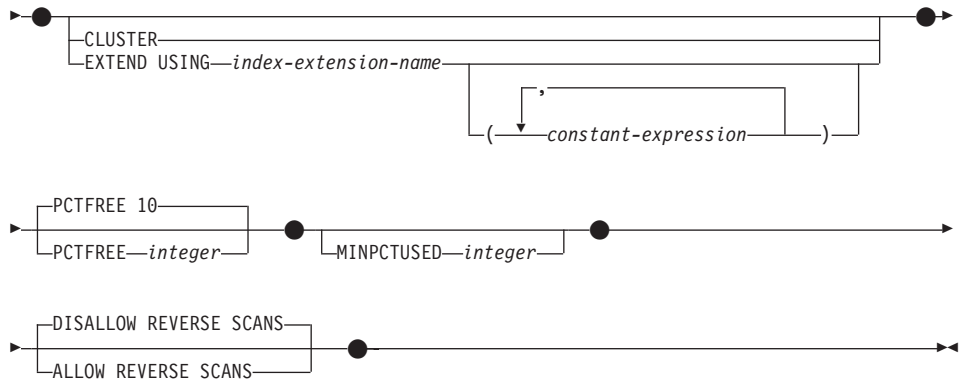 CLUSTER
EXTEND USING index-extension-name
,
( constant-expression )
PCTFREE 10
PCTFREE integer
MINPCTUSED integer
DISALLOW REVERSE SCANS
ALLOW REVERSE SCANS